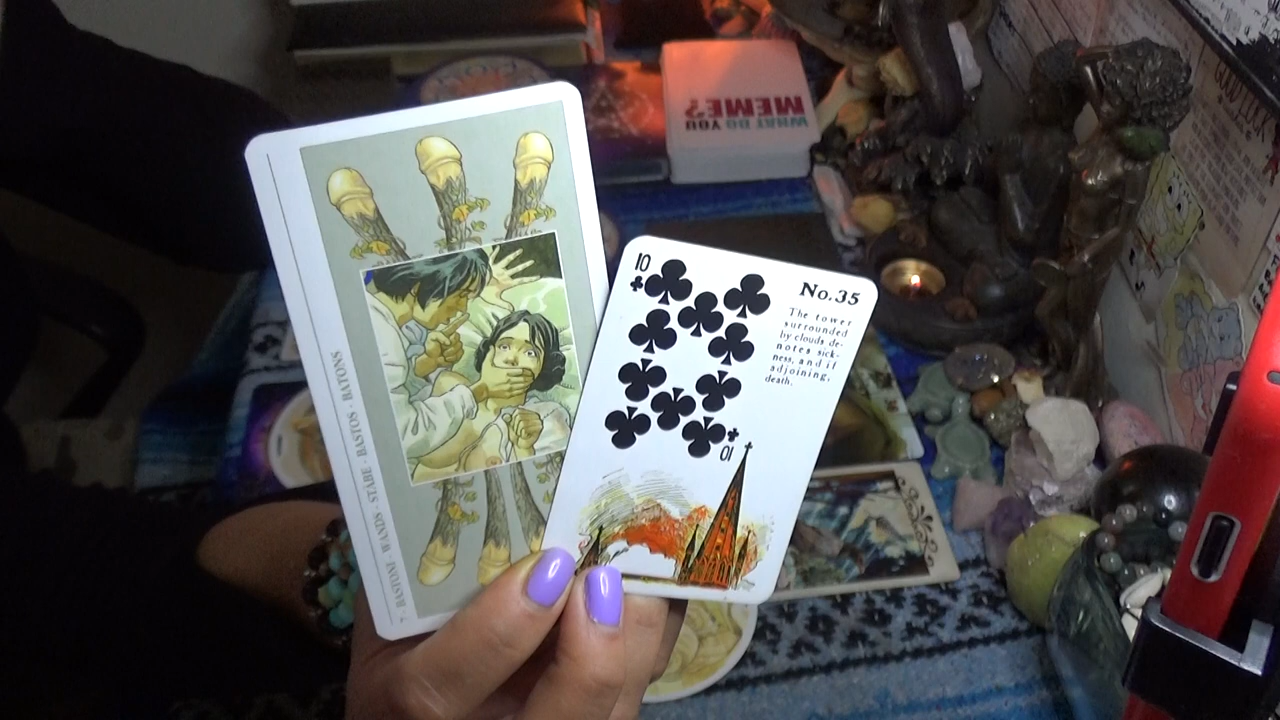 WHAT DO YOU
MEME?
7 · BASTONI · WANDS · STÄBE · BASTOS · BATONS
10
No.35
The tower
surrounded
by clouds de-
notes sick-
ness, and if
adjoining,
death.
10